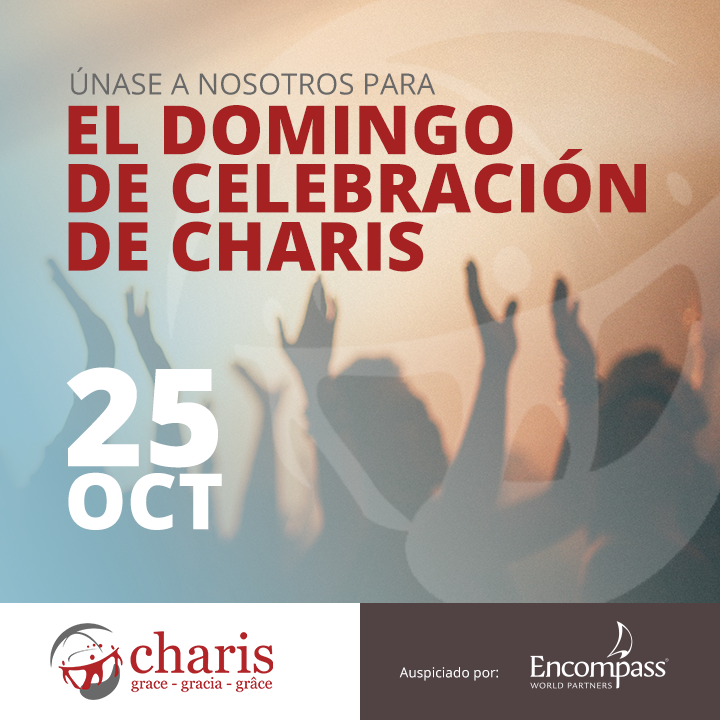 ÚNASE A NOSOTROS PARA
EL DOMINGO
DE CELEBRACIÓN
DE CHARIS
25
OCT
charis
grace - gracia - grâce
Auspiciado por:
Encompass®
WORLD PARTNERS